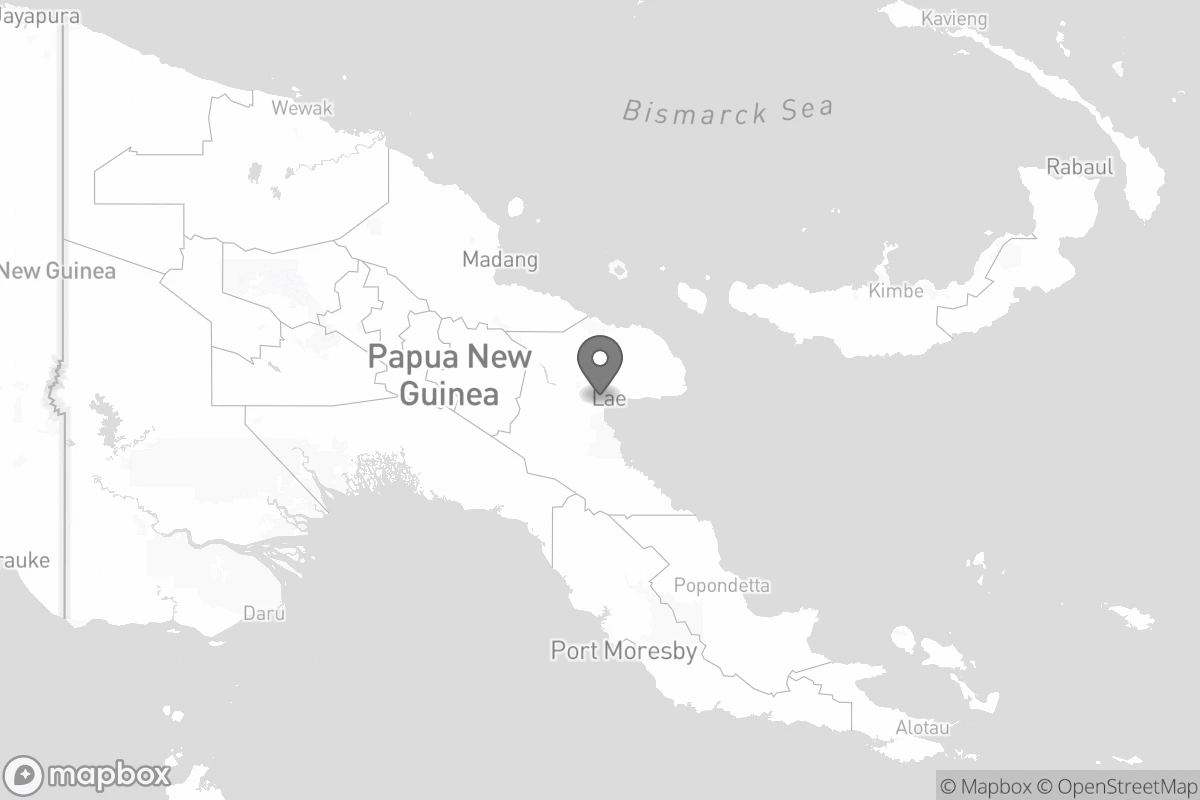 Jayapura
Kavieng
Wewak
Bismarck Sea
Rabaul
Madang
New Guinea
Kimbe
Papua New
Guinea
Lae
rauke
Popondetta
Darú
Port Moresby
Alotau
mapbox
© Mapbox © OpenStreetMap